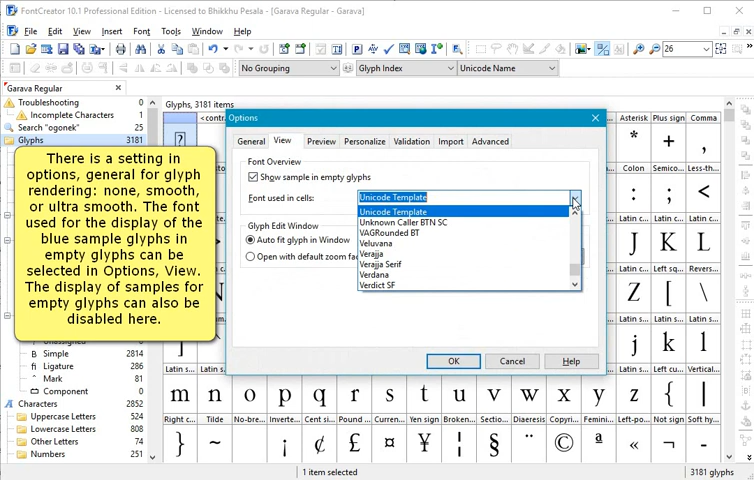 FontCreator 10.1 Professional Edition - Licensed to Bhikkhu Pesala - [Garava Regular - Garava]
File Edit View Insert Font Tools Window Help
26
No Grouping Glyph Index Unicode Name
Garava Regular
Troubleshooting
Incomplete Characters 1
Search "ogonek" 25
Glyphs 3181
Simple 2814
Ligature 286
Mark 81
Component
Characters 2852
Uppercase Letters 524
Lowercase Letters 808
Other Letters 74
Numbers 251
There is a setting in
options, general for glyph
rendering: none, smooth,
or ultra smooth. The font
used for the display of the
blue sample glyphs in
empty glyphs can be
selected in Options, View.
The display of samples for
empty glyphs can also be
disabled here.
Glyphs, 3181 items
Asterisk Plus sign Comma
* + ,
Colon Semico... Less-th...
: ; <
Latin s... Latin s... Latin s... Revers...
Z [ \
j k l
Latin s... Vertical...
m n o p q r s t u v w x y z { |
Right c... Tilde No-bre... Inverte... Cent si... Pound ... Curren... Yen sign Broken... Sectio... Diaeresis Copyri... Femini... Left-po... Not sign Soft hy...
} ~ ¡ ¢ £ ¤ ¥ ¦ § ¨ © ª « ¬ -
Options
General View Preview Personalize Validation Import Advanced
Font Overview
Show sample in empty glyphs
Font used in cells: Unicode Template
Unicode Template
Unknown Caller BTN SC
VAGRounded BT
Veluvana
Verajja
Verajja Serif
Verdana
Verdict SF
Glyph Edit Window
Auto fit glyph in Window
Open with default zoom
OK Cancel Help
1 item selected
3181 glyphs